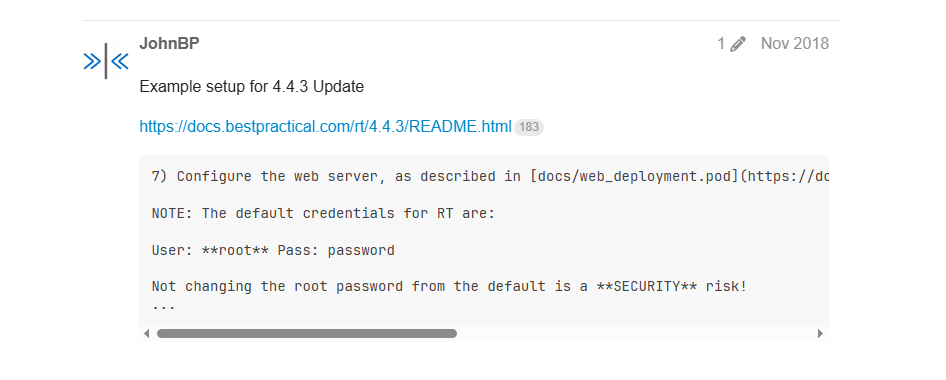 JohnBP
1
Nov 2018
Example setup for 4.4.3 Update
https://docs.bestpractical.com/rt/4.4.3/README.html 183
7) Configure the web server, as described in [docs/web_deployment.pod](https://do
NOTE: The default credentials for RT are:
User: **root** Pass: password
Not changing the root password from the default is a **SECURITY** risk!
...